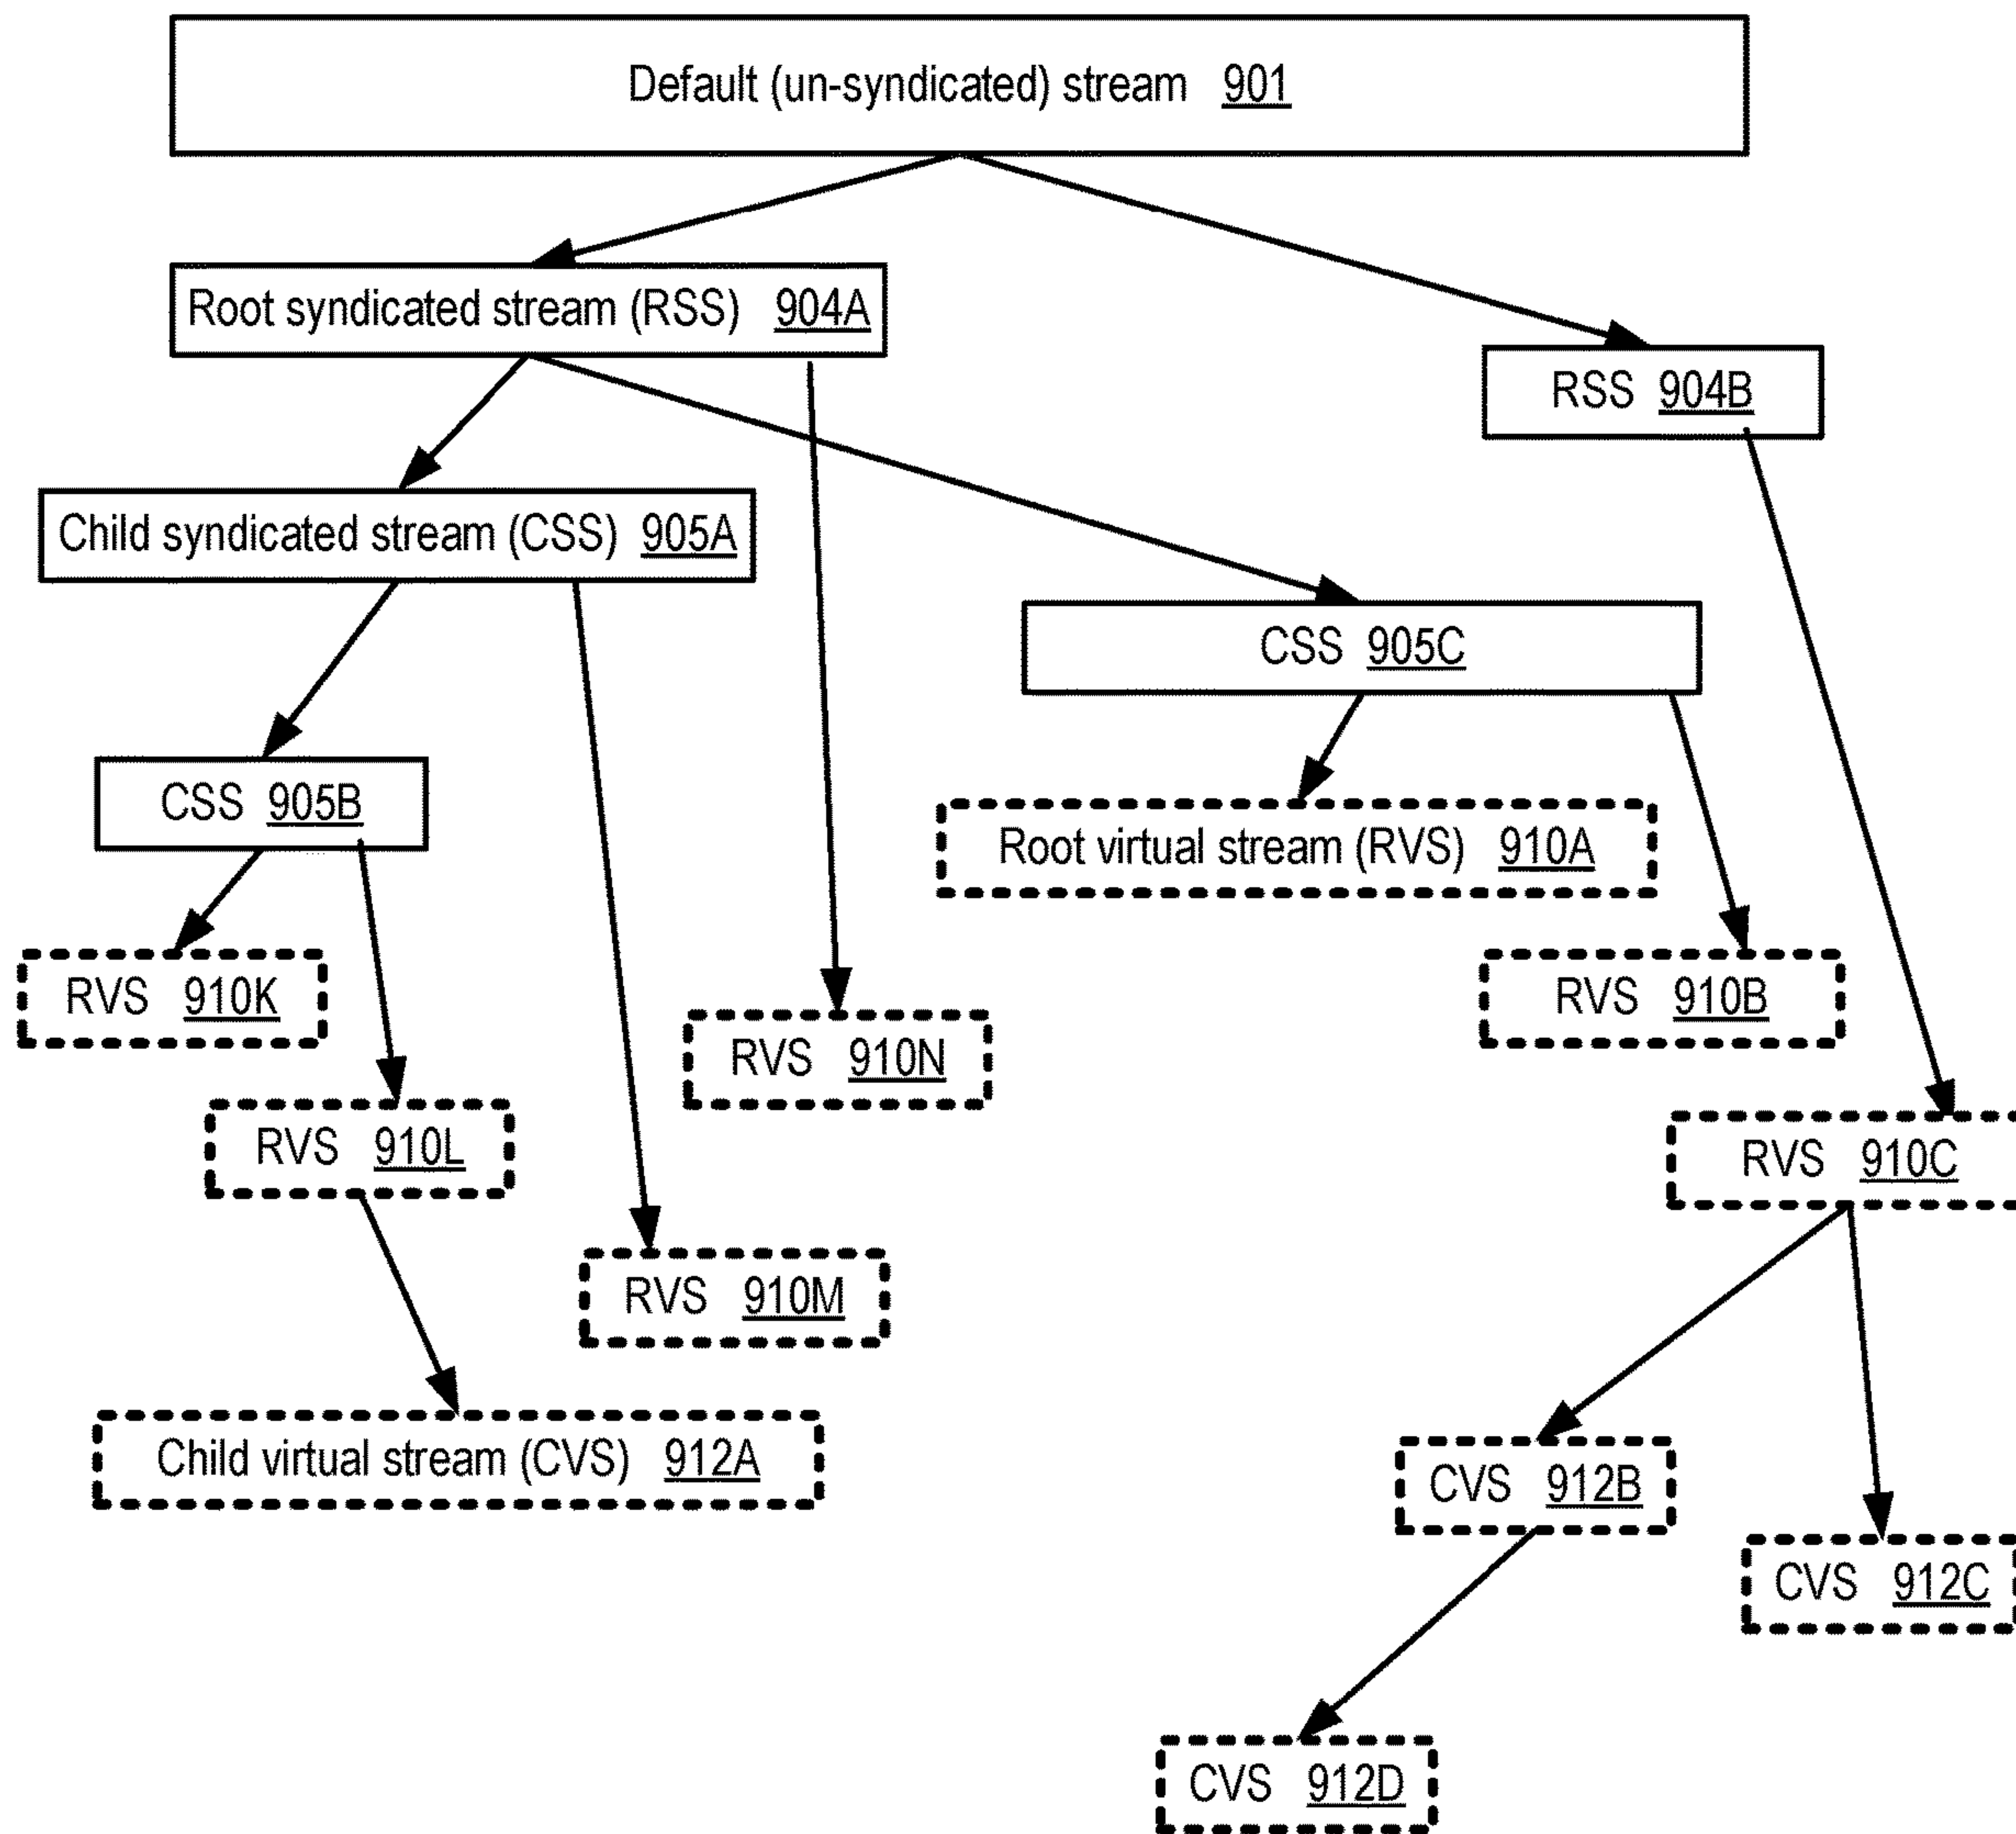 Default (un-syndicated) stream 901
Root syndicated stream (RSS) 904A
RSS 904B
Child syndicated stream (CSS) 905A
CSS 905C
CSS 905B
Root virtual stream (RVS) 910A
RVS 910K
RVS 910B
RVS 910N
RVS 910L
RVS 910C
RVS 910M
Child virtual stream (CVS) 912A
CVS 912B
CVS 912C
CVS 912D